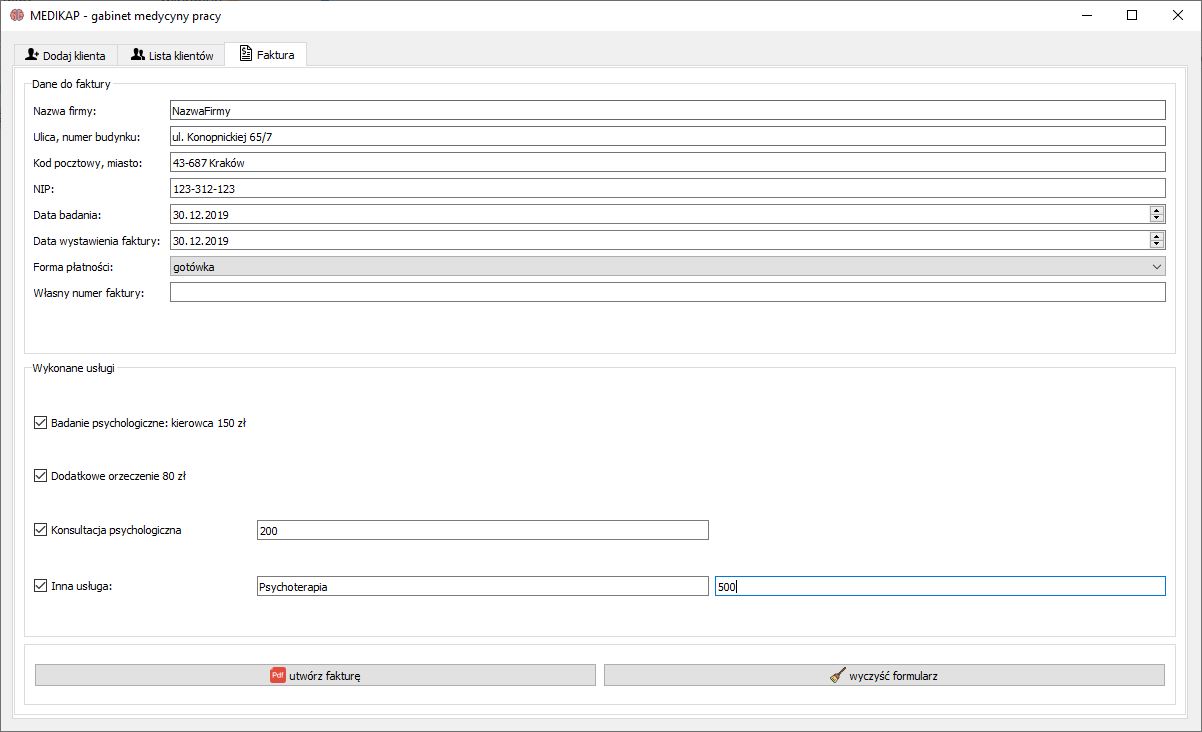 MEDIKAP - gabinet medycyny pracy
Dodaj klienta
Lista klientów
Faktura
Dane do faktury
Nazwa firmy:
NazwaFirmy
Ulica, numer budynku:
ul. Konopnickiej 65/7
Kod pocztowy, miasto:
43-687 Kraków
NIP:
123-312-123
Data badania:
30.12.2019
Data wystawienia faktury:
30.12.2019
Forma płatności:
gotówka
Własny numer faktury:
Wykonane usługi
Badanie psychologiczne: kierowca 150 zł
Dodatkowe orzeczenie 80 zł
Konsultacja psychologiczna
200
Inna usługa:
Psychoterapia
500
Pdf
utwórz fakturę
wyczyść formularz